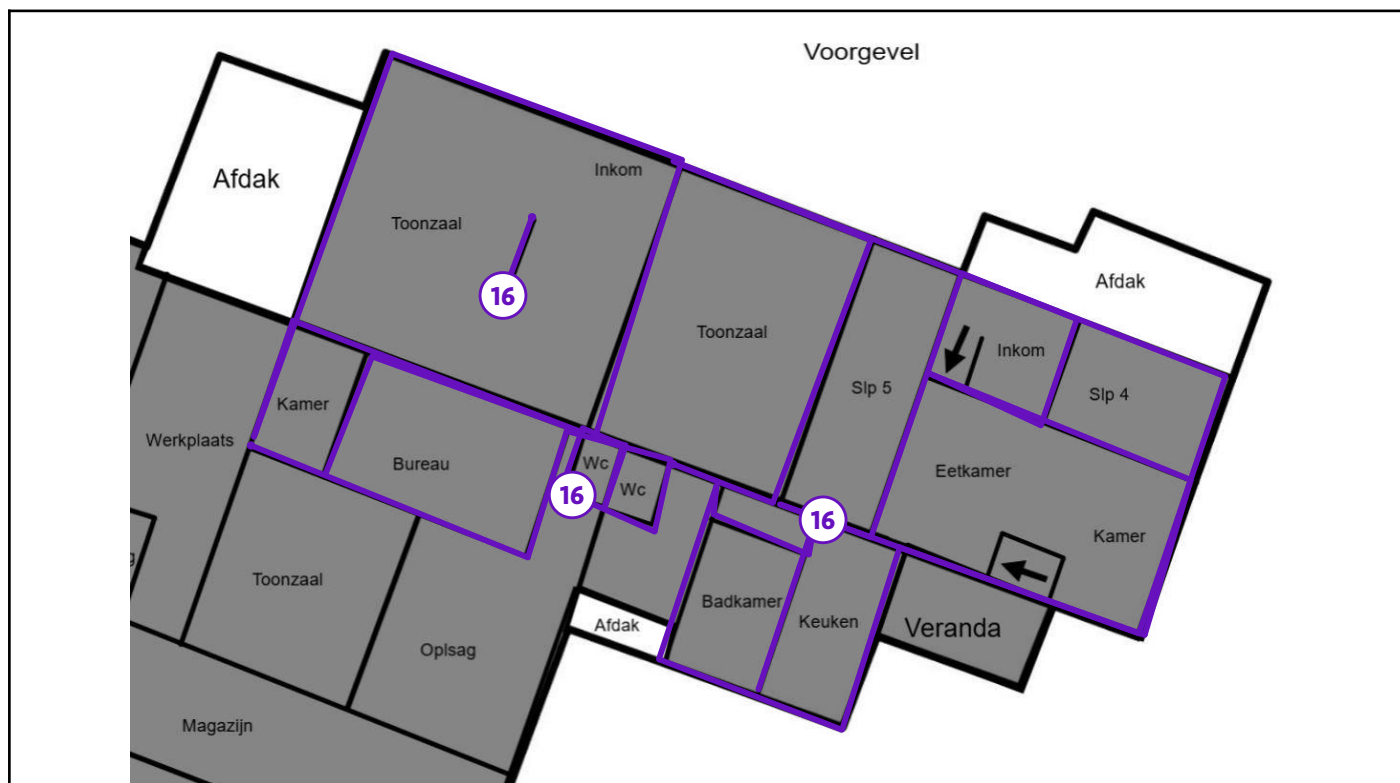 Voorgevel
Afdak
Inkom
Toonzaal
16
Afdak
Toonzaal
Inkom
Slp 5
Slp 4
Kamer
Werkplaats
Bureau
Wc
Wc
16
Eetkamer
16
Kamer
Toonzaal
Badkamer
Keuken
Afdak
Veranda
Oplsag
Magazijn